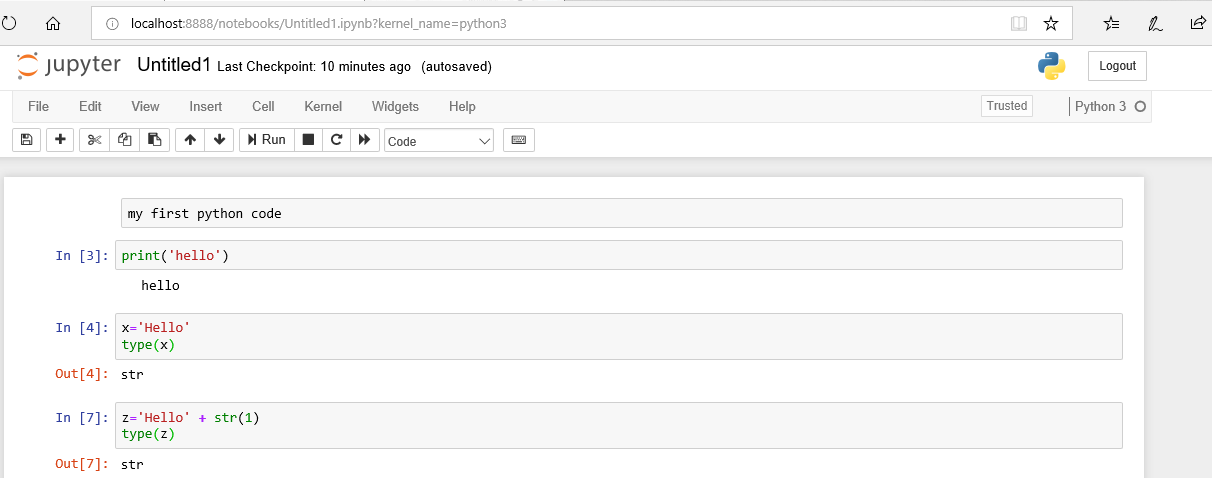 localhost:8888/notebooks/Untitled1.ipynb?kernel_name=python3
jupyter Untitled1 Last Checkpoint: 10 minutes ago (autosaved) Logout
File Edit View Insert Cell Kernel Widgets Help Trusted Python 3
Run Code
my first python code
In [3]: print('hello')
hello
In [4]: x='Hello'
type(x)
Out[4]: str
In [7]: z='Hello' + str(1)
type(z)
Out[7]: str